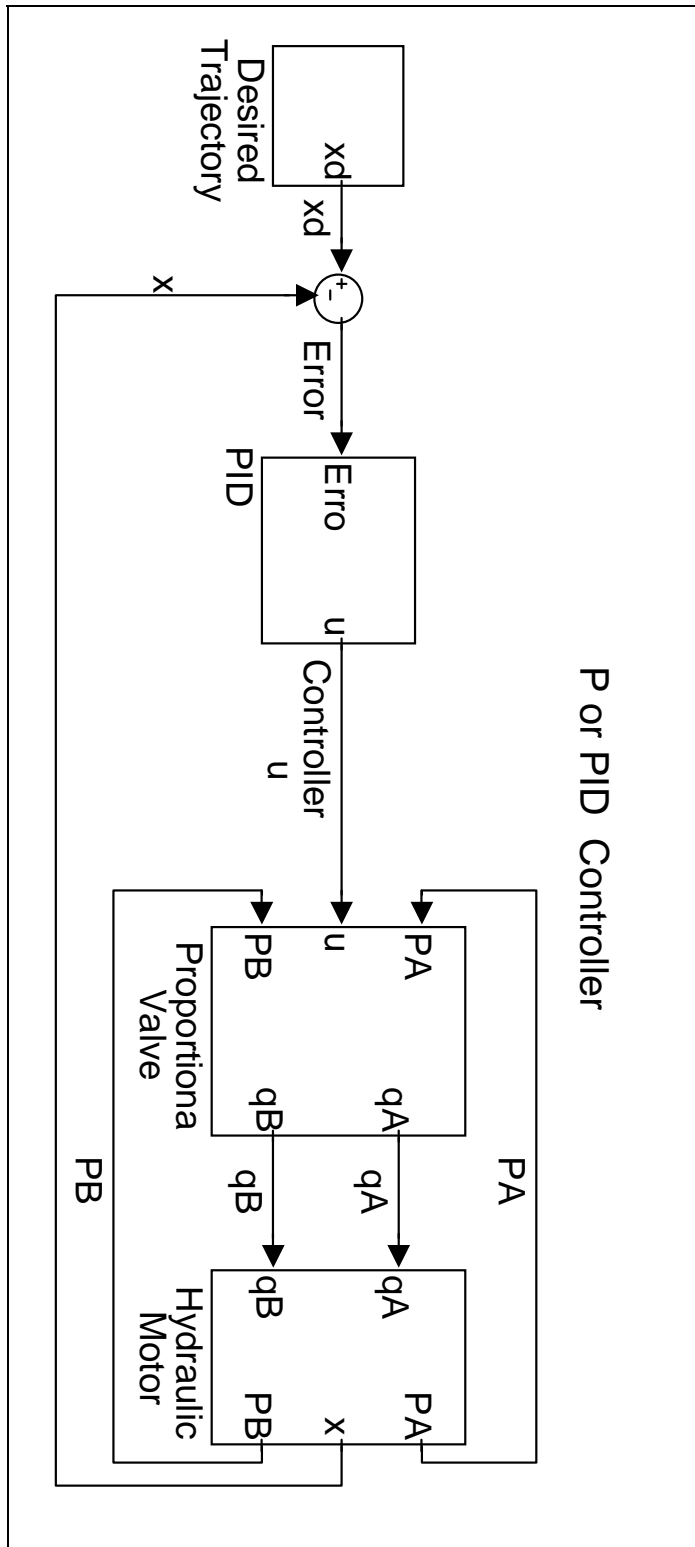 P or PID Controller
PA
xd
xd
Desired
Trajectory
+
-
Error
Erro
u
PID
Controller
u
PA
u
PB
qA
qB
Proportiona
Valve
qA
qB
qA
qB
PA
x
PB
Hydraulic
Motor
PB
x